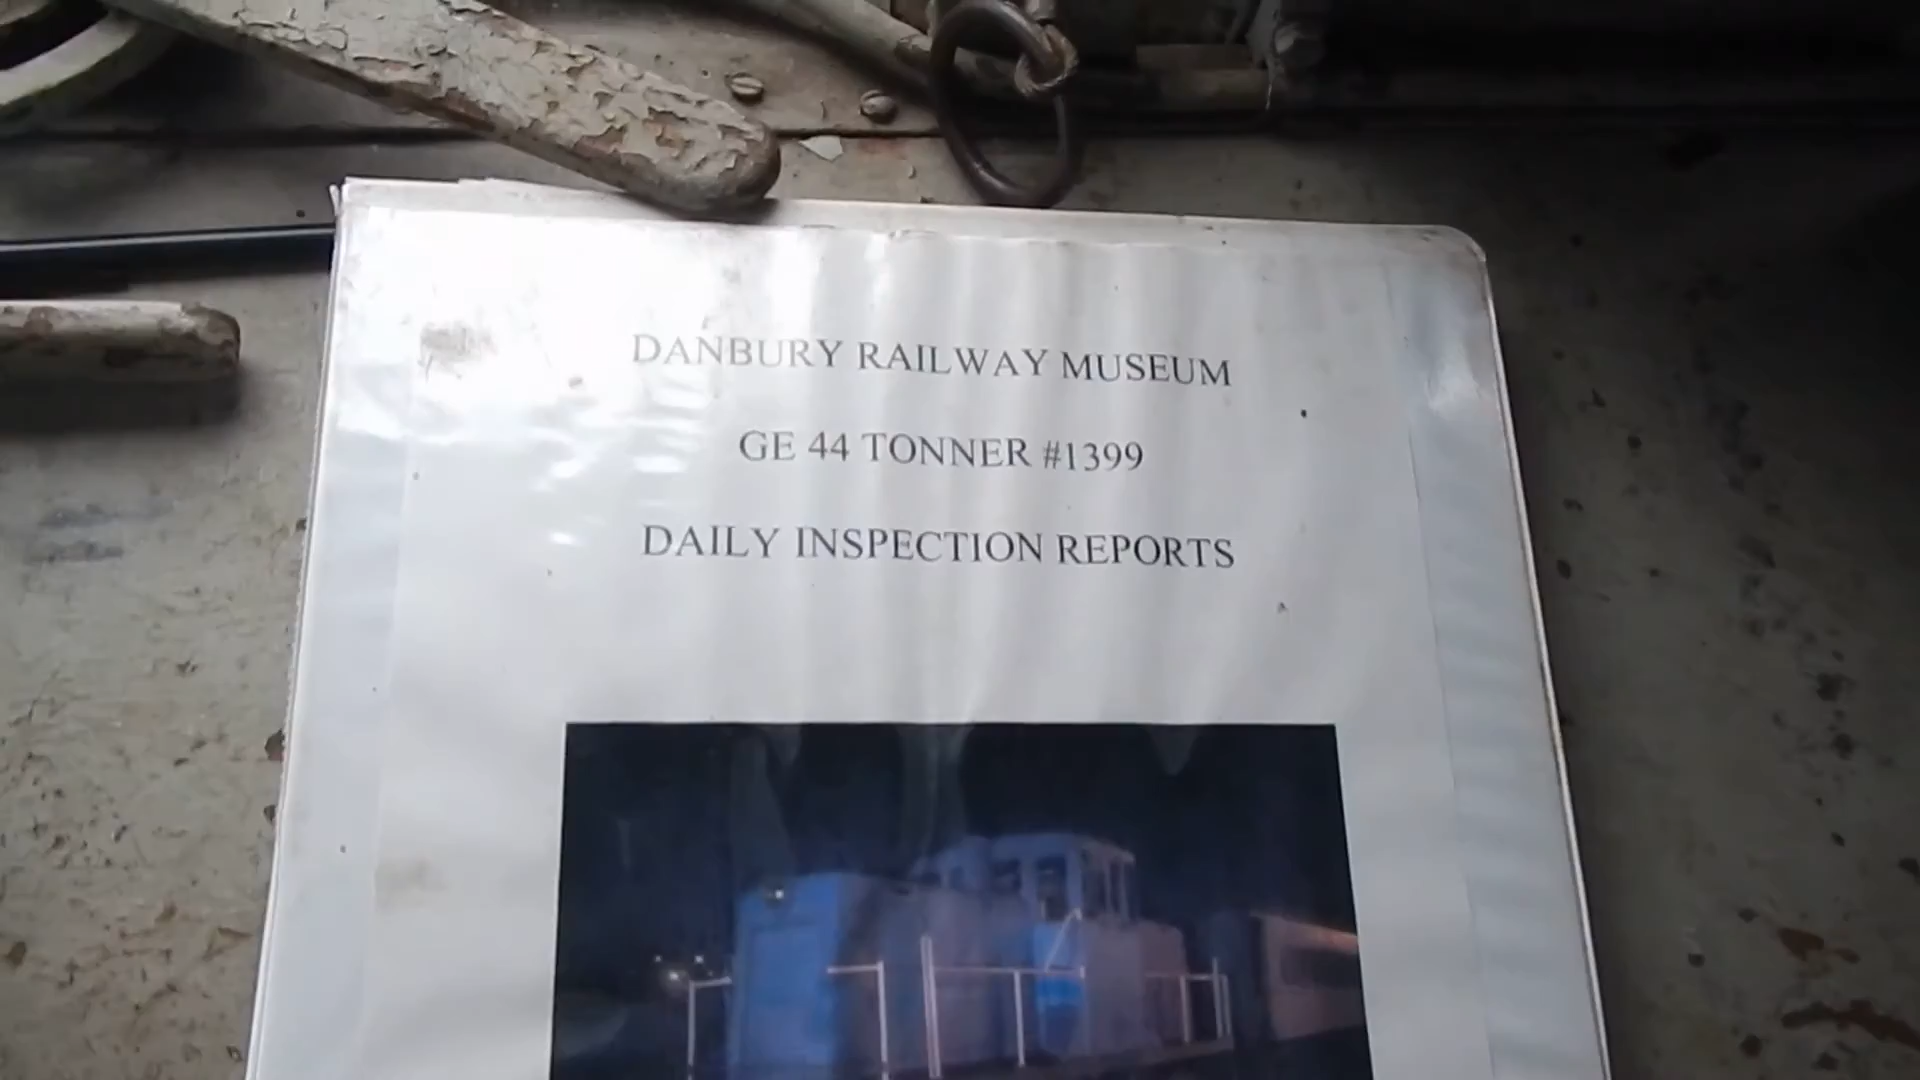 DANBURY RAILWAY MUSEUM
GE 44 TONNER #1399
DAILY INSPECTION REPORTS